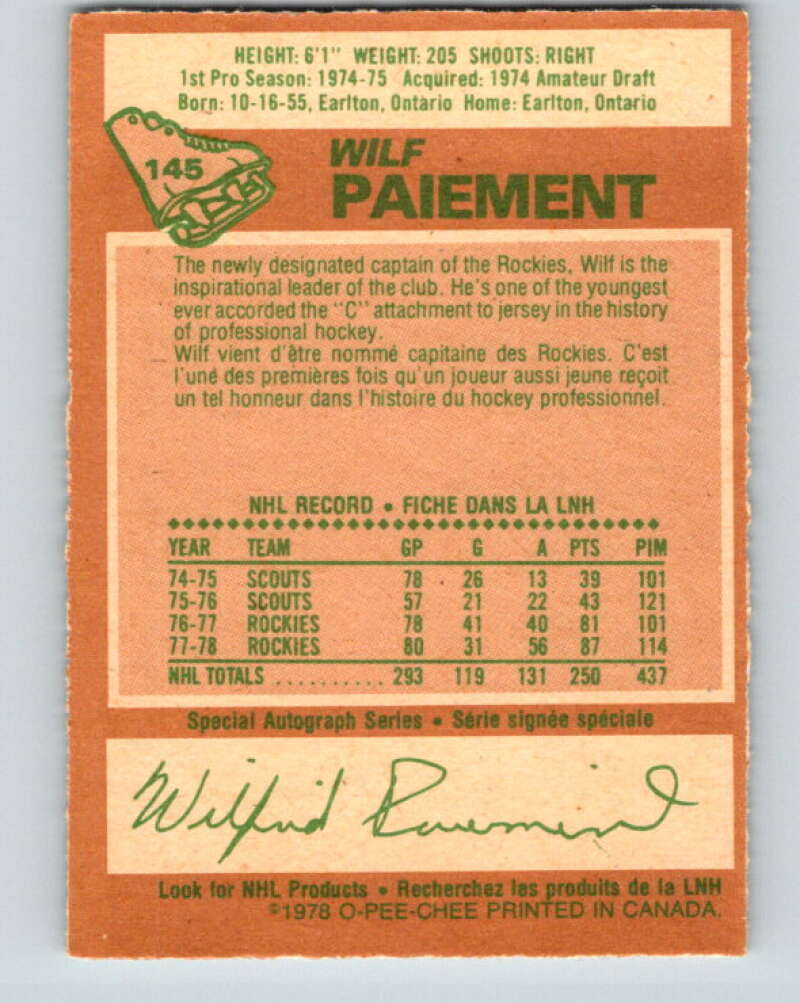 HEIGHT: 6'1" WEIGHT: 205 SHOOTS: RIGHT
1st Pro Season: 1974-75 Acquired: 1974 Amateur Draft
Born: 10-16-55, Earlton, Ontario Home: Earlton, Ontario
145
WILF
PAIEMENT
The newly designated captain of the Rockies, Wilf is the
inspirational leader of the club. He's one of the youngest
ever accorded the "C" attachment to jersey in the history
of professional hockey.
Wilf vient d'être nommé capitaine des Rockies. C'est
l'uné des premières fois qu'un joueur aussi jeune reçoit
un tel honneur dans l'histoire du hockey professionnel.
NHL RECORD • FICHE DANS LA LNH
YEAR TEAM GP G A PTS PIM
74-75 SCOUTS 78 26 13 39 101
75-76 SCOUTS 57 21 22 43 121
76-77 ROCKIES 78 41 40 81 101
77-78 ROCKIES 80 31 56 87 114
NHL TOTALS .......... 293 119 131 250 437
Special Autograph Series • Série signée spéciale
Wilfrid Paiement
Look for NHL Products • Recherchez les produits de la LNH
©1978 O-PEE-CHEE PRINTED IN CANADA.